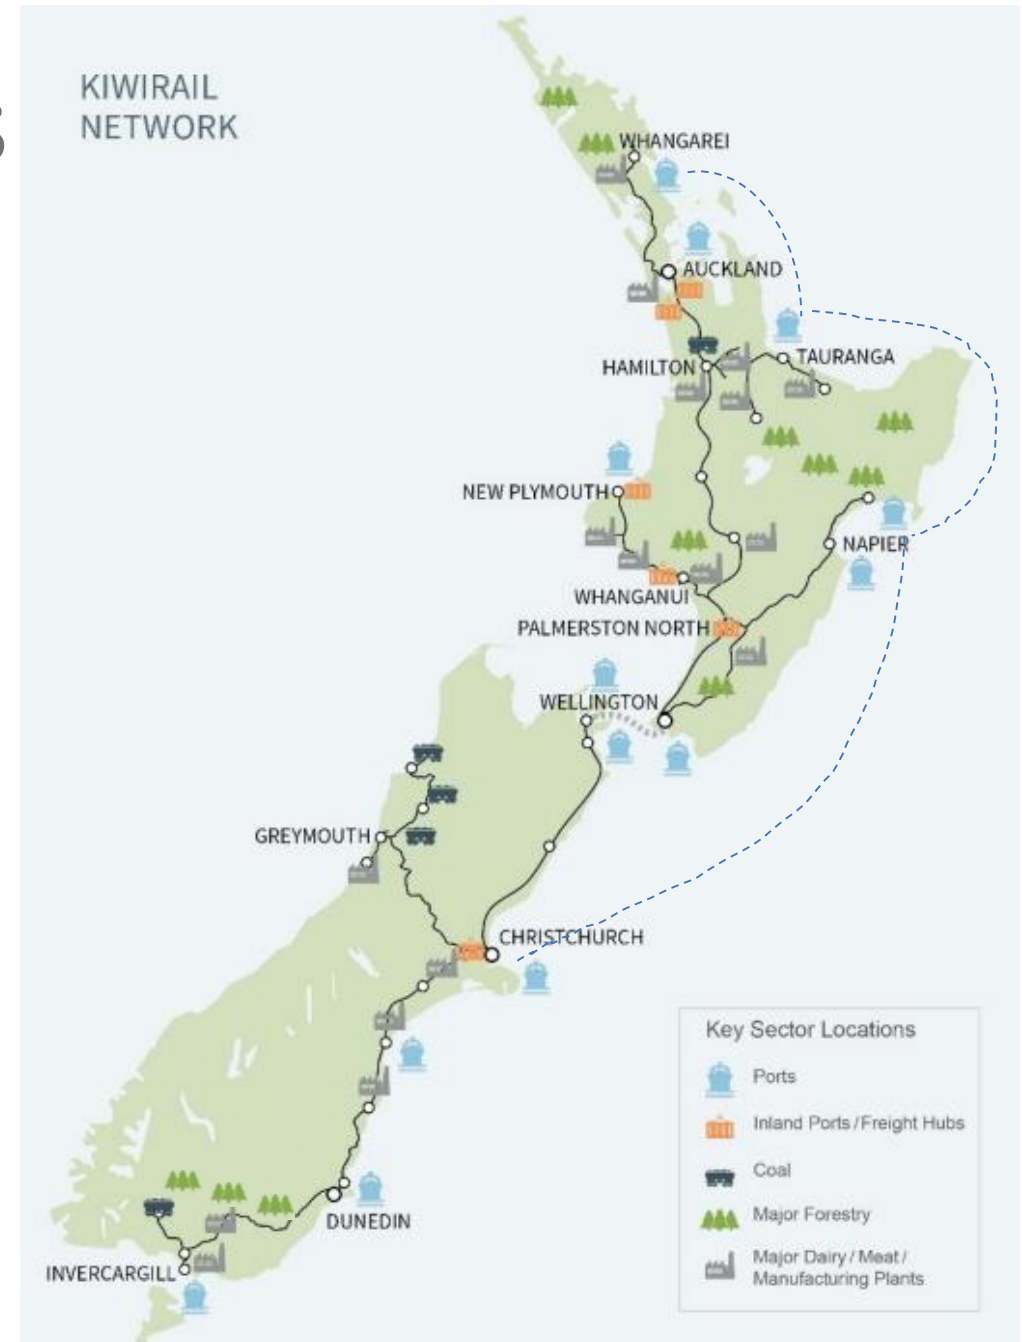 KIWIRAIL
NETWORK
WHANGAREI
AUCKLAND
TAURANGA
HAMILTON
NEW PLYMOUTH
NAPIER
WHANGANUI
PALMERSTON NORTH
WELLINGTON
GREYMOUTH
CHRISTCHURCH
Key Sector Locations
Ports
Inland Ports / Freight Hubs
Coal
Major Forestry
Major Dairy / Meat /
Manufacturing Plants
DUNEDIN
INVERCARGILL